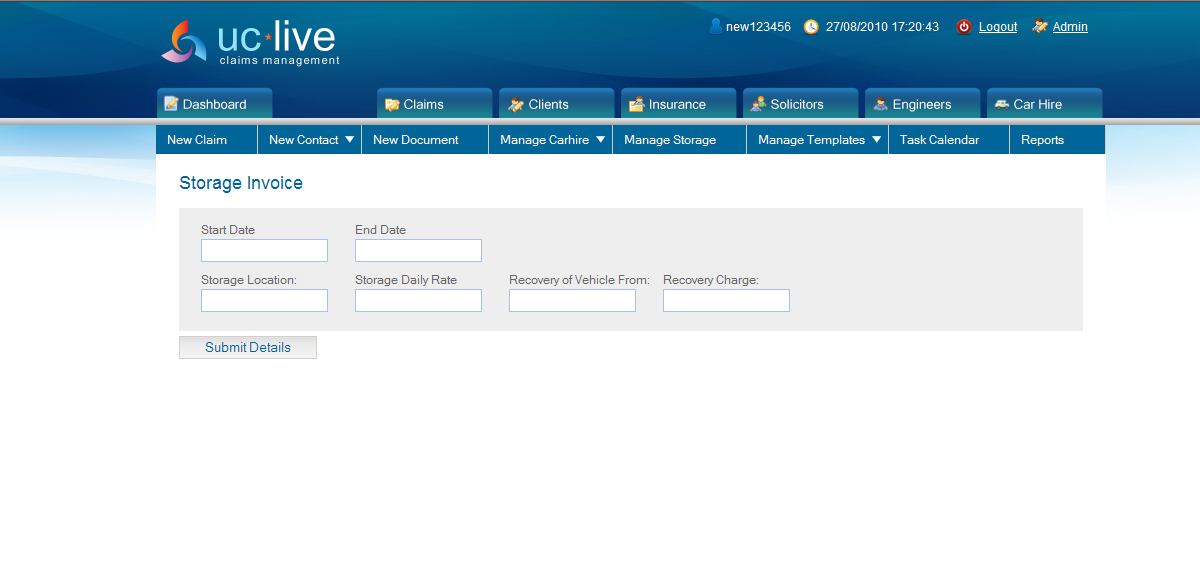 new123456 27/08/2010 17:20:43 Logout Admin
uc live
claims management
Dashboard Claims Clients Insurance Solicitors Engineers Car Hire
New Claim New Contact New Document Manage Carhire Manage Storage Manage Templates Task Calendar Reports
Storage Invoice
Start Date End Date
Storage Location: Storage Daily Rate Recovery of Vehicle From: Recovery Charge:
Submit Details